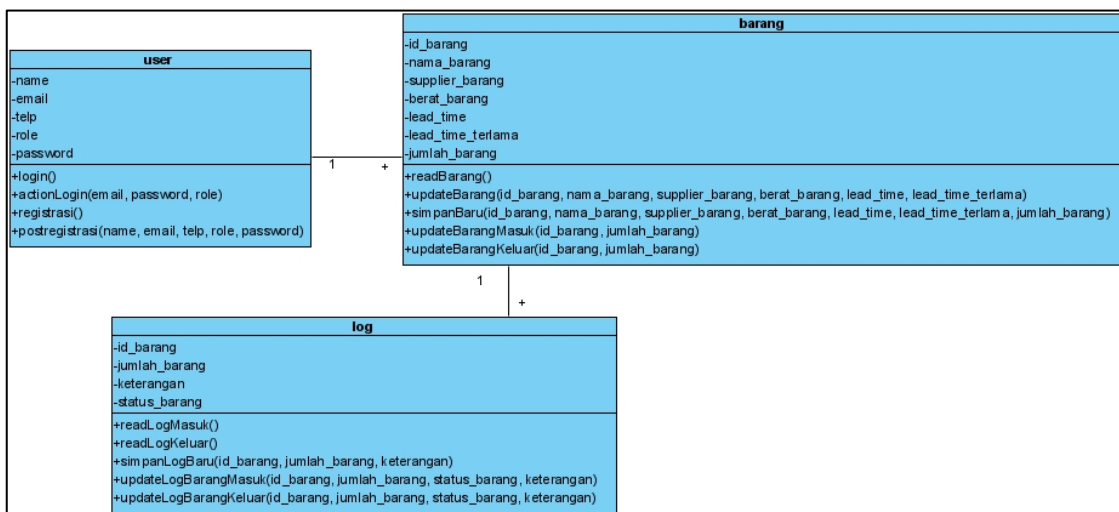 user
-name
-email
-telp
-role
-password
+login()
+actionLogin(email, password, role)
+registrasi()
+postregistrasi(name, email, telp, role, password)
1
+
barang
-id_barang
-nama_barang
-supplier_barang
-berat_barang
-lead_time
-lead_time_terlama
-jumlah_barang
+readBarang()
+updateBarang(id_barang, nama_barang, supplier_barang, berat_barang, lead_time, lead_time_terlama)
+simpanBaru(id_barang, nama_barang, supplier_barang, berat_barang, lead_time, lead_time_terlama, jumlah_barang)
+updateBarangMasuk(id_barang, jumlah_barang)
+updateBarangKeluar(id_barang, jumlah_barang)
1
+
log
-id_barang
-jumlah_barang
-keterangan
-status_barang
+readLogMasuk()
+readLogKeluar()
+simpanLogBaru(id_barang, jumlah_barang, keterangan)
+updateLogBarangMasuk(id_barang, jumlah_barang, status_barang, keterangan)
+updateLogBarangKeluar(id_barang, jumlah_barang, status_barang, keterangan)